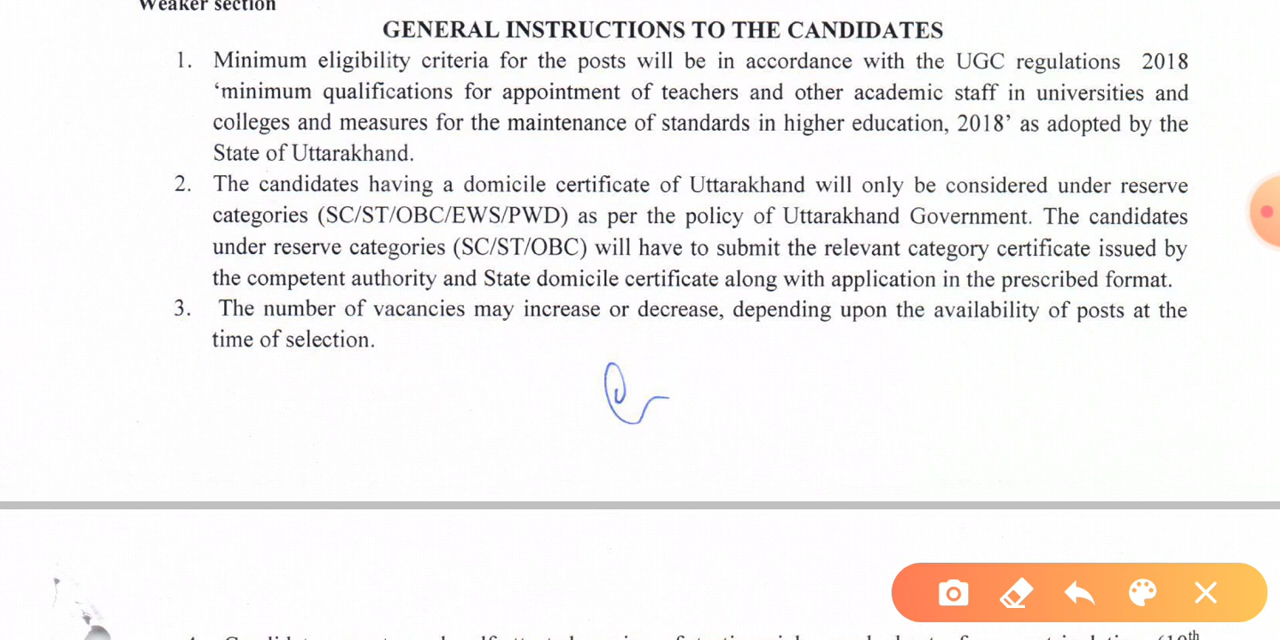 Weaker section
GENERAL INSTRUCTIONS TO THE CANDIDATES
1. Minimum eligibility criteria for the posts will be in accordance with the UGC regulations 2018
‘minimum qualifications for appointment of teachers and other academic staff in universities and
colleges and measures for the maintenance of standards in higher education, 2018’ as adopted by the
State of Uttarakhand.
2. The candidates having a domicile certificate of Uttarakhand will only be considered under reserve
categories (SC/ST/OBC/EWS/PWD) as per the policy of Uttarakhand Government. The candidates
under reserve categories (SC/ST/OBC) will have to submit the relevant category certificate issued by
the competent authority and State domicile certificate along with application in the prescribed format.
3. The number of vacancies may increase or decrease, depending upon the availability of posts at the
time of selection.